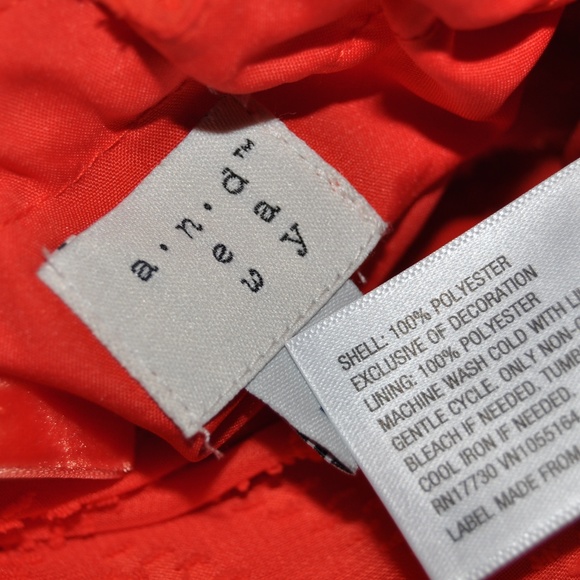 a·n·d™
e a
w y
SHELL: 100% POLYESTER
EXCLUSIVE OF DECORATION
LINING: 100% POLYESTER
MACHINE WASH COLD WITH
GENTLE CYCLE. ONLY NON-
BLEACH IF NEEDED. TUMB
COOL IRON IF NEEDED.
RN17730 VN1055164
LABEL MADE FROM